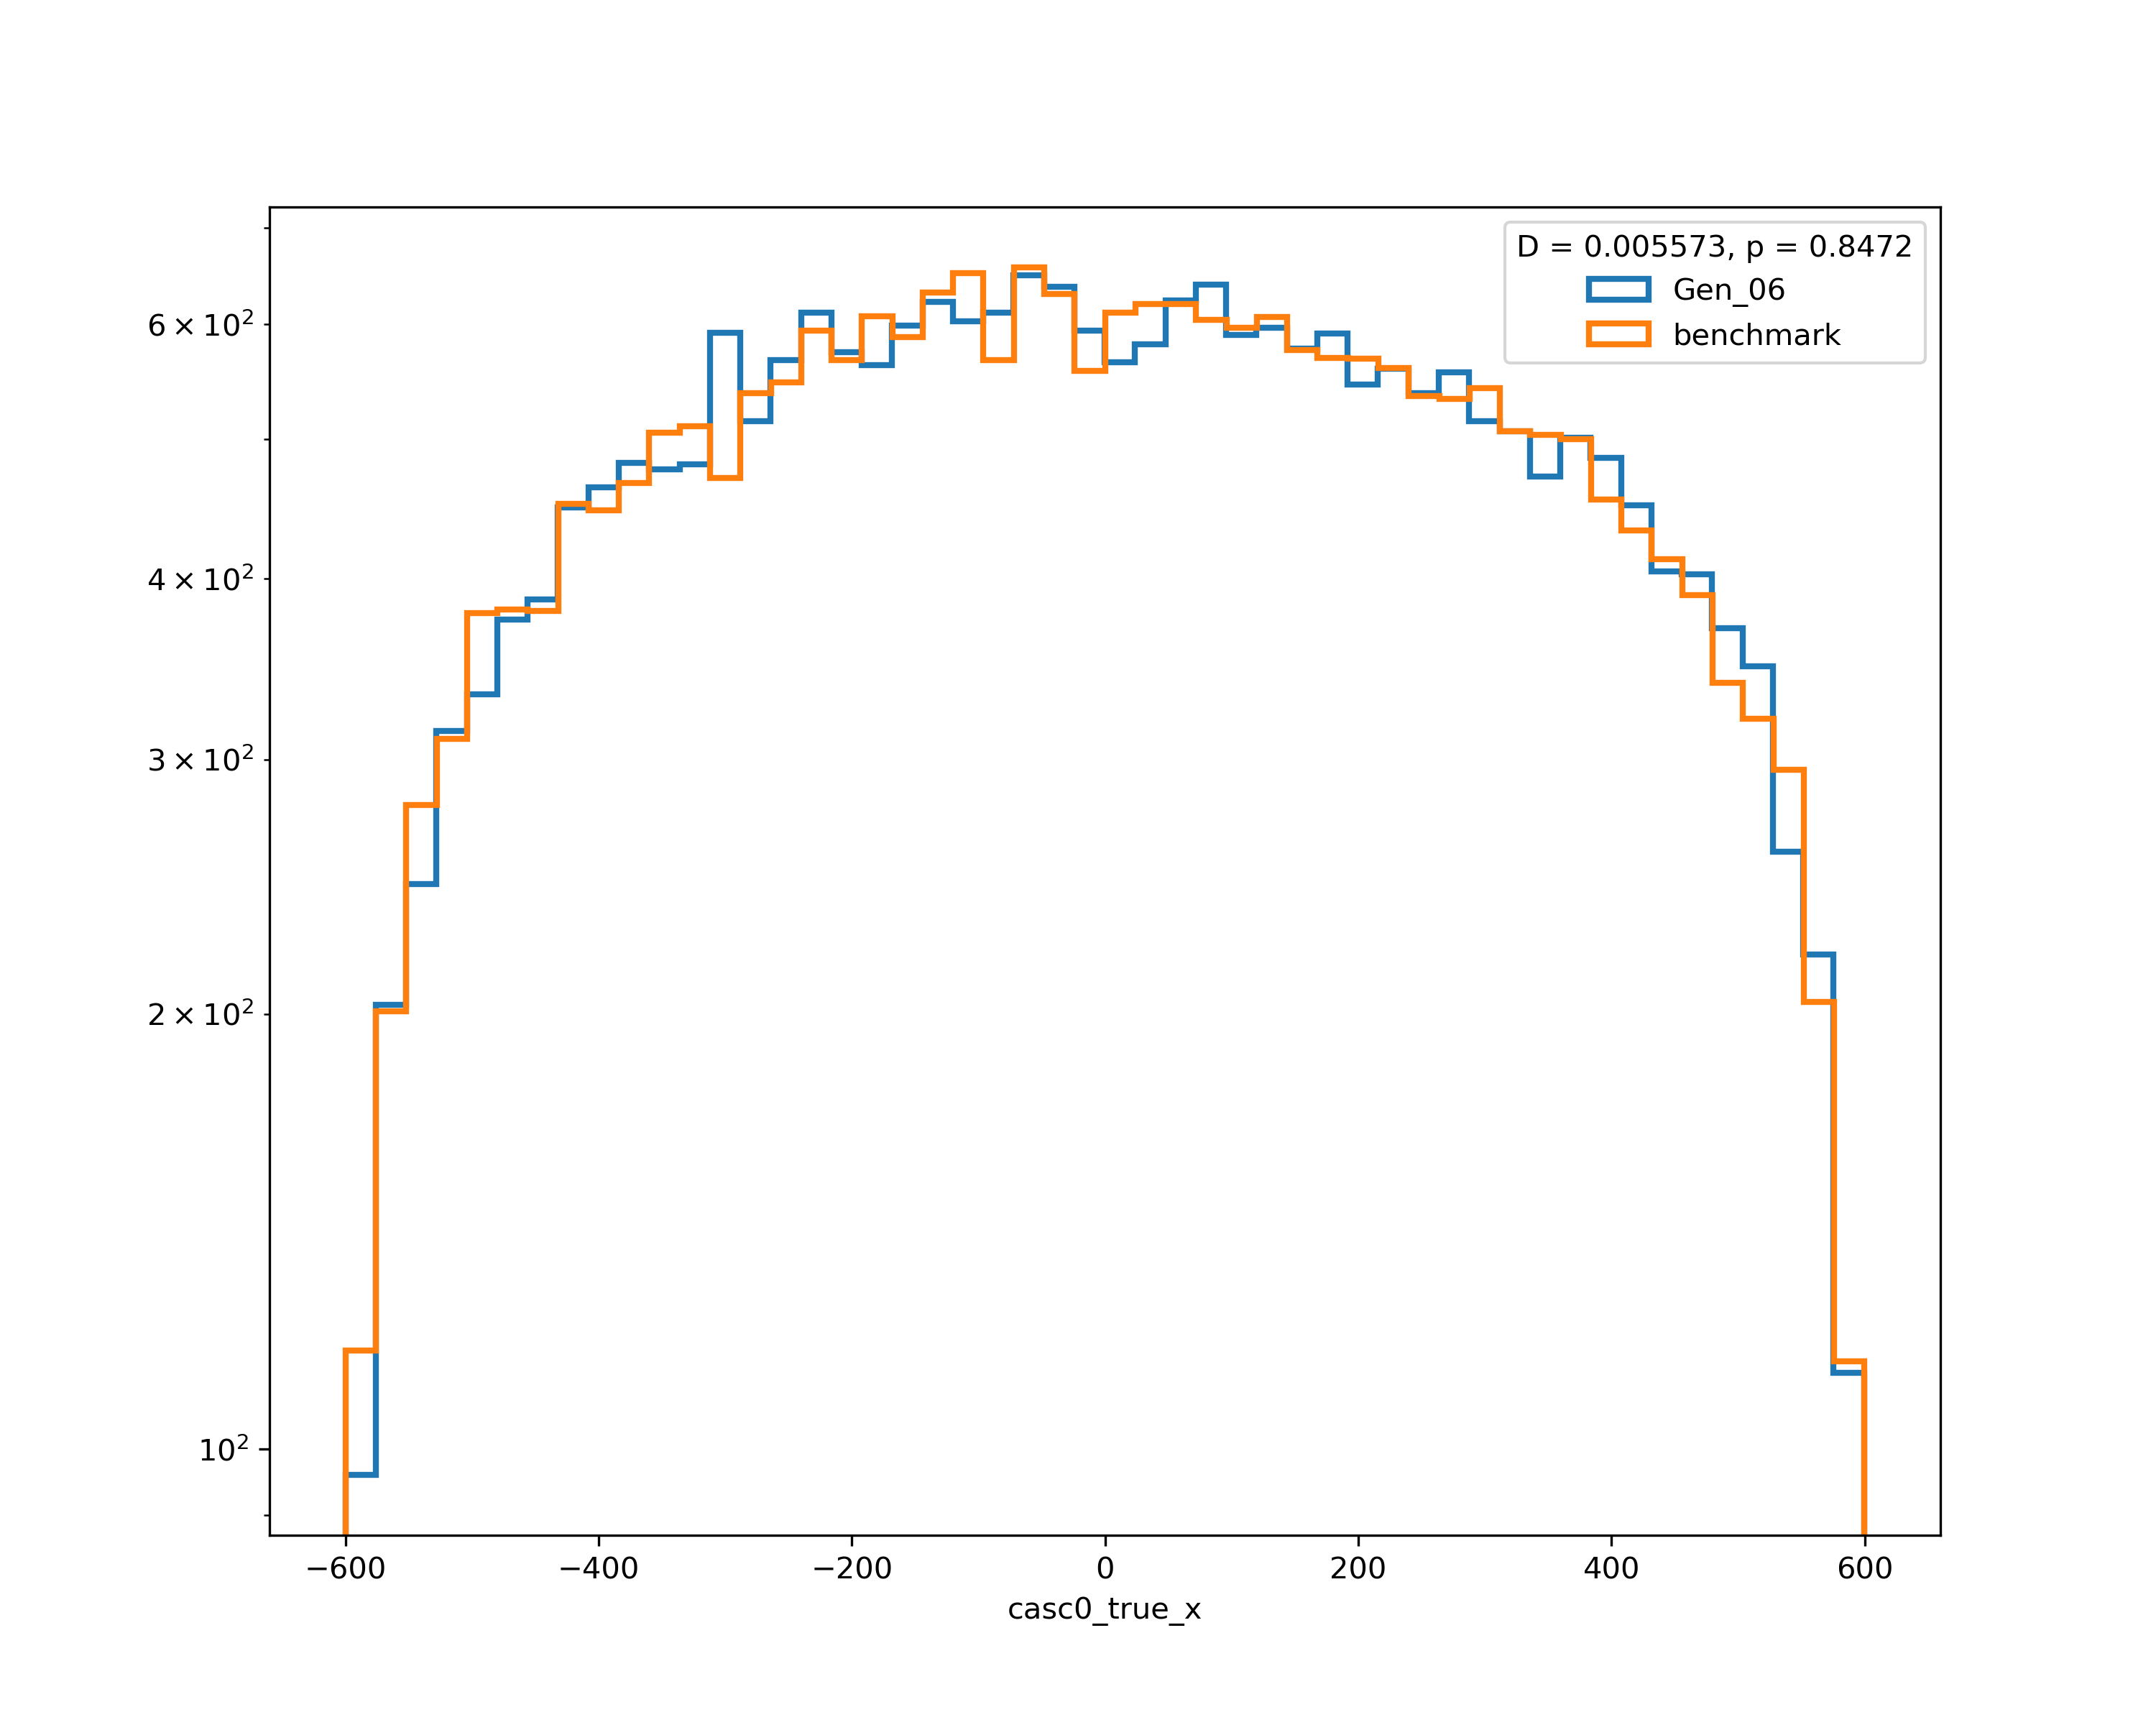 D = 0.005573, p = 0.8472
Gen_06
benchmark
6 × 10²
4 × 10²
3 × 10²
2 × 10²
10²
−600 −400 −200 0 200 400 600
casc0_true_x